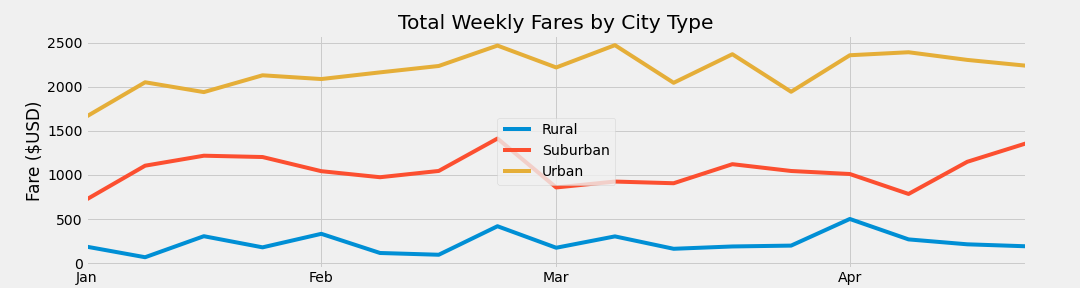 Total Weekly Fares by City Type
Fare ($USD)
2500
2000
1500
1000
500
0
Rural
Suburban
Urban
Jan Feb Mar Apr